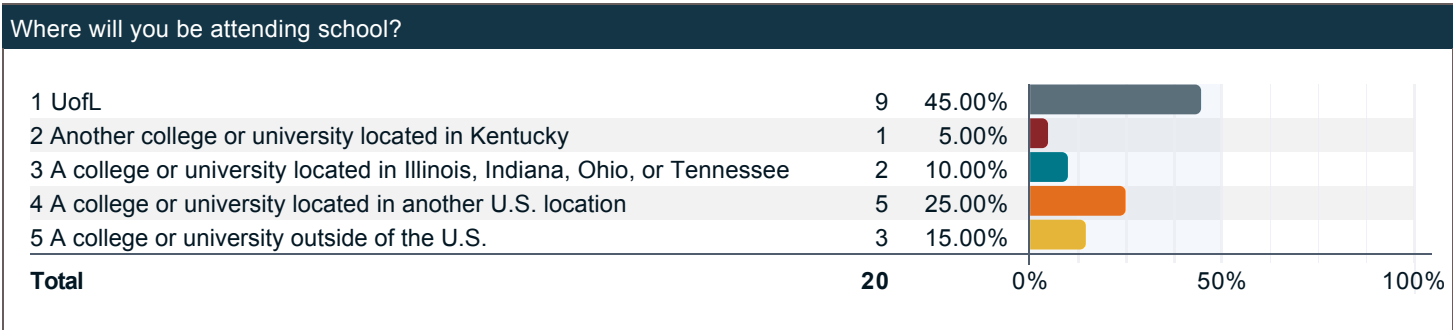 Where will you be attending school?
1 UofL 9 45.00%
2 Another college or university located in Kentucky 1 5.00%
3 A college or university located in Illinois, Indiana, Ohio, or Tennessee 2 10.00%
4 A college or university located in another U.S. location 5 25.00%
5 A college or university outside of the U.S. 3 15.00%
Total 20 0% 50% 100%